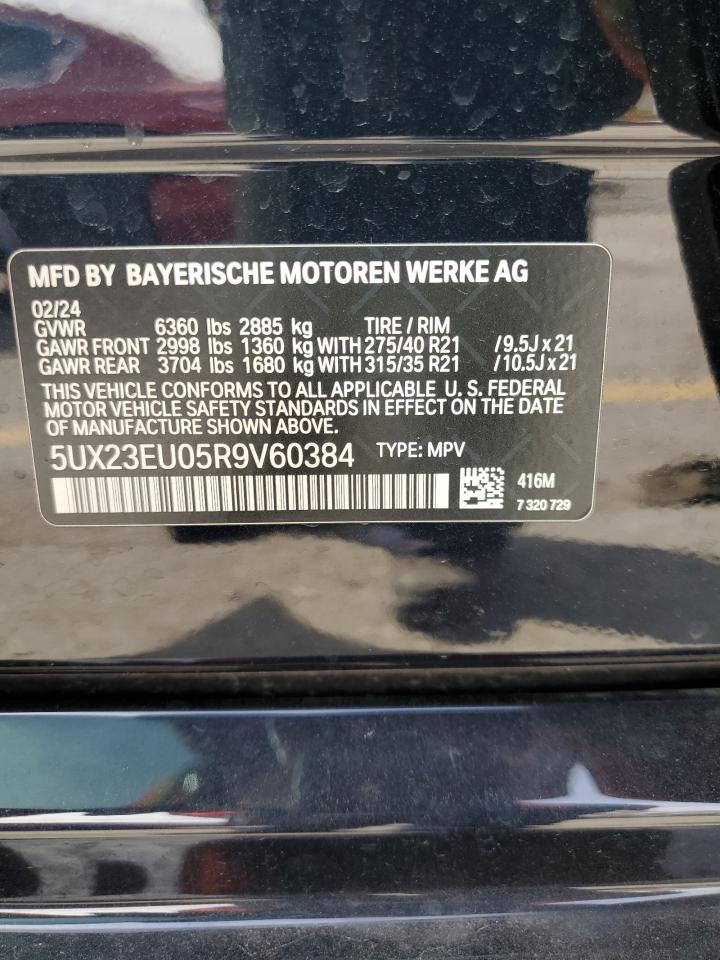 MFD BY BAYERISCHE MOTOREN WERKE AG
02/24
GVWR 6360 lbs 2885 kg TIRE / RIM
GAWR FRONT 2998 lbs 1360 kg WITH 275/40 R21 / 9.5J x 21
GAWR REAR 3704 lbs 1680 kg WITH 315/35 R21 / 10.5J x 21
THIS VEHICLE CONFORMS TO ALL APPLICABLE U. S. FEDERAL
MOTOR VEHICLE SAFETY STANDARDS IN EFFECT ON THE DATE
OF MANUFACTURE SHOWN ABOVE.
5UX23EU05R9V60384 TYPE: MPV
416M
7 320 729